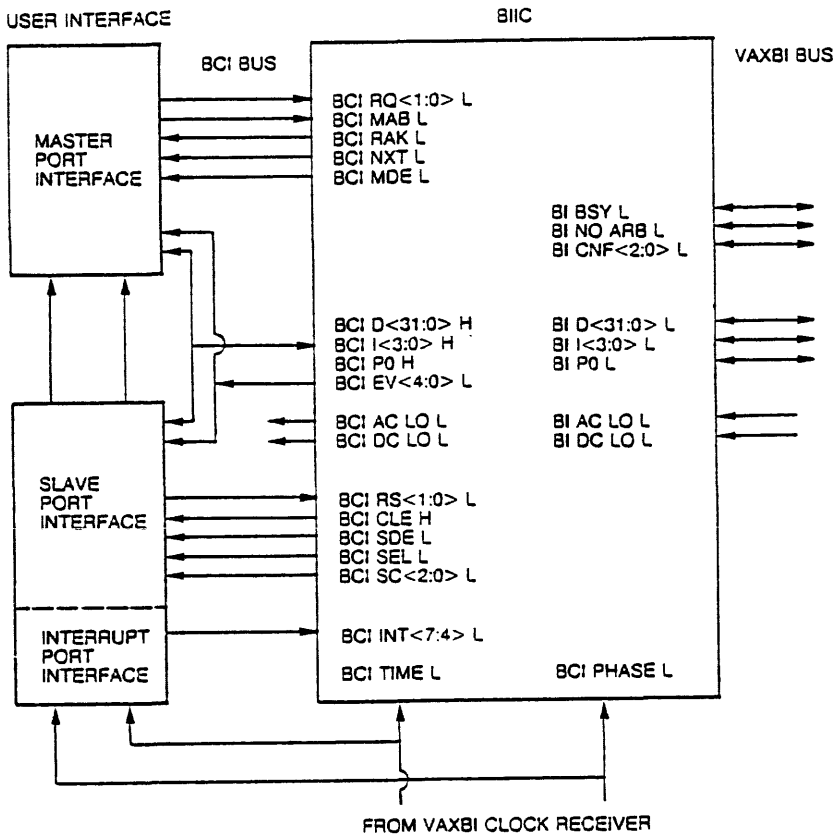 USER INTERFACE
BIIC
BCI BUS
VAXBI BUS
MASTER
PORT
INTERFACE
BCI RQ<1:0> L
BCI MAB L
BCI RAK L
BCI NXT L
BCI MDE L
BI BSY L
BI NO ARB L
BI CNF<2:0> L
BCI D<31:0> H
BCI I<3:0> H
BCI P0 H
BCI EV<4:0> L
BI D<31:0> L
BI I<3:0> L
BI P0 L
BCI AC LO L
BCI DC LO L
BI AC LO L
BI DC LO L
SLAVE
PORT
INTERFACE
BCI RS<1:0> L
BCI CLE H
BCI SDE L
BCI SEL L
BCI SC<2:0> L
INTERRUPT
PORT
INTERFACE
BCI INT<7:4> L
BCI TIME L
BCI PHASE L
FROM VAXBI CLOCK RECEIVER